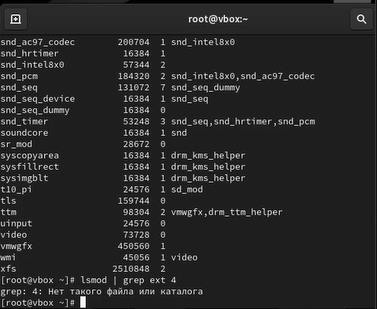 root@vbox:~
snd_ac97_codec 200704 1 snd_intel8x0
snd_hrtimer 16384 1
snd_intel8x0 57344 2
snd_pcm 184320 2 snd_intel8x0,snd_ac97_codec
snd_seq 131072 7 snd_seq_dummy
snd_seq_device 16384 1 snd_seq
snd_seq_dummy 16384 0
snd_timer 53248 3 snd_seq,snd_hrtimer,snd_pcm
soundcore 16384 1 snd
sr_mod 28672 0
syscopyarea 16384 1 drm_kms_helper
sysfillrect 16384 1 drm_kms_helper
sysimgblt 16384 1 drm_kms_helper
t10_pi 24576 1 sd_mod
tls 159744 0
ttm 98304 2 vmwgfx,drm_ttm_helper
uinput 24576 0
video 73728 0
vmwgfx 450560 1
wmi 45056 1 video
xfs 2510848 2
[root@vbox ~]# lsmod | grep ext 4
grep: 4: Нет такого файла или каталога
[root@vbox ~]#